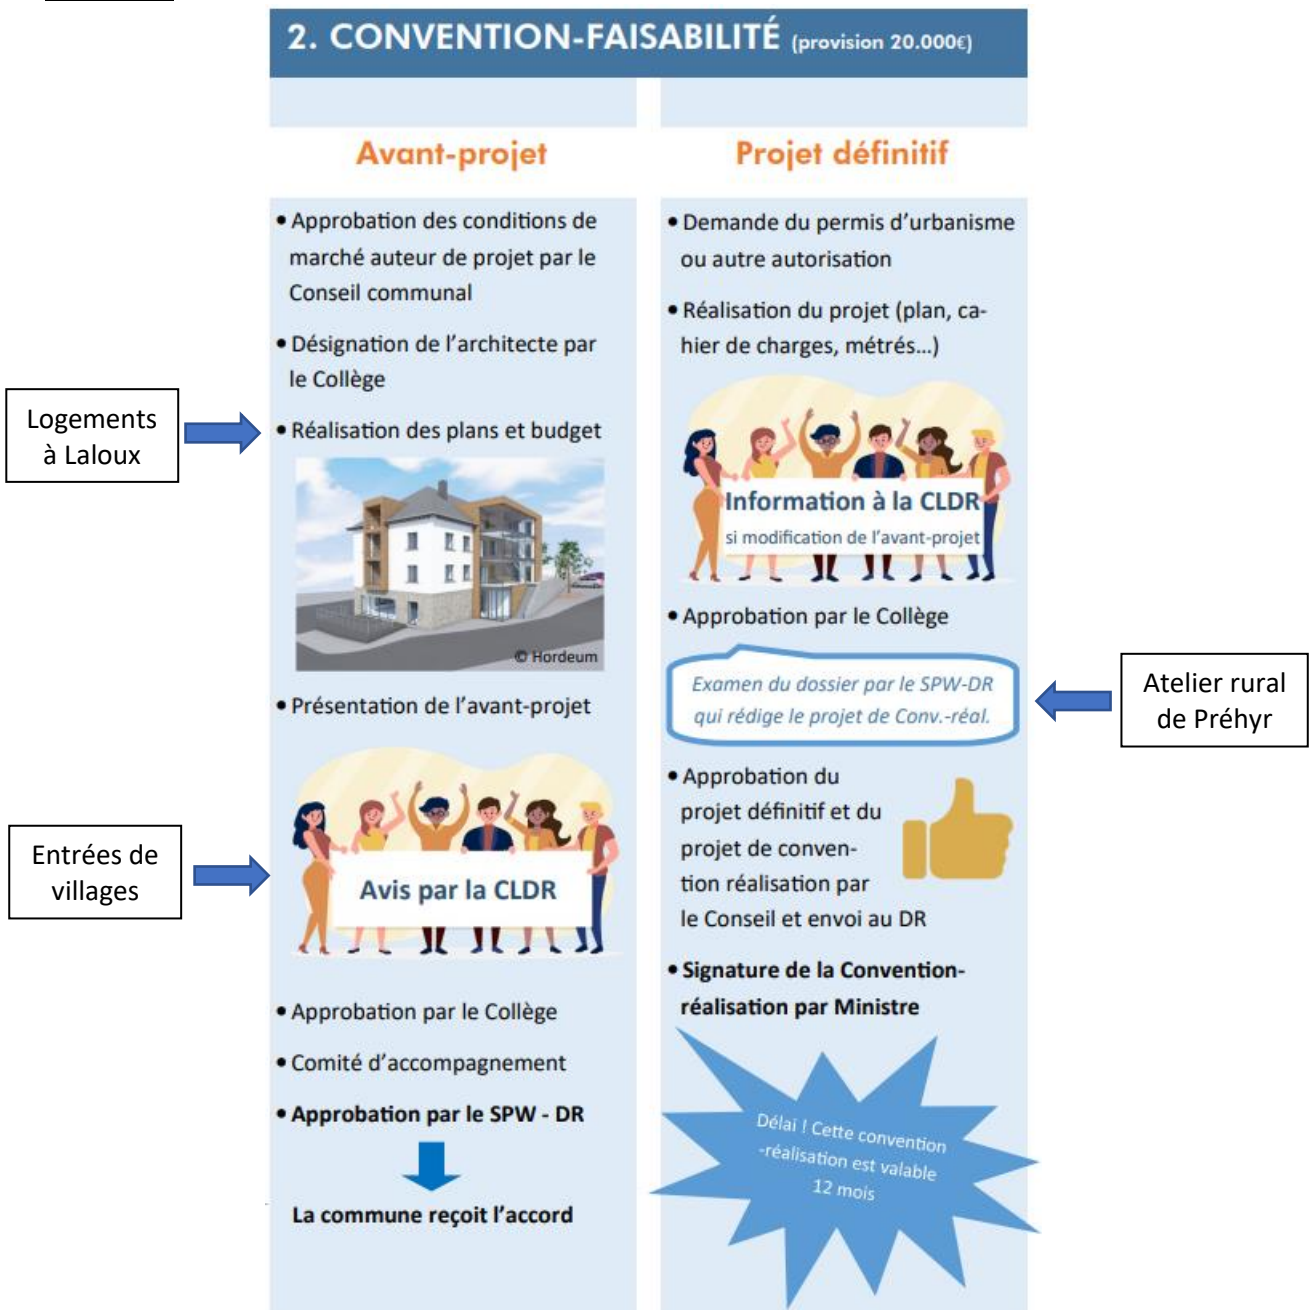 2. CONVENTION-FAISABILITÉ (provision 20.000€)
Avant-projet
• Approbation des conditions de
marché auteur de projet par le
Conseil communal
• Désignation de l’architecte par
le Collège
Logements
à Laloux
• Réalisation des plans et budget
© Hordeum
• Présentation de l’avant-projet
Entrées de
villages
Avis par la CLDR
• Approbation par le Collège
• Comité d’accompagnement
• Approbation par le SPW - DR
La commune reçoit l’accord
Projet définitif
• Demande du permis d’urbanisme
ou autre autorisation
• Réalisation du projet (plan, ca-
hier de charges, métrés...)
Information à la CLDR
si modification de l’avant-projet
• Approbation par le Collège
Examen du dossier par le SPW-DR
qui rédige le projet de Conv.-réal.
Atelier rural
de Préhyr
• Approbation du
projet définitif et du
projet de conven-
tion réalisation par
le Conseil et envoi au DR
• Signature de la Convention-
réalisation par Ministre
Délai ! Cette convention
-réalisation est valable
12 mois